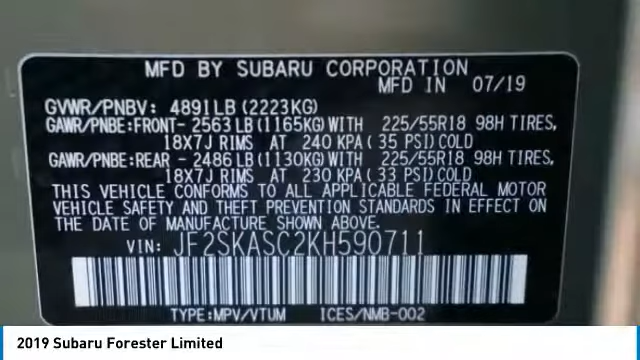 MFD BY SUBARU CORPORATION
MFD IN 07/19
GVWR/PNBV: 4891LB (2223KG)
GAWR/PNBE:FRONT- 2563LB(1165KG)WITH 225/55R18 98H TIRES,
18X7J RIMS AT 240 KPA ( 35 PSI)COLD
GAWR/PNBE:REAR - 2486LB(1130KG)WITH 225/55R18 98H TIRES,
18X7J RIMS AT 230 KPA ( 33 PSI)COLD
THIS VEHICLE CONFORMS TO ALL APPLICABLE FEDERAL MOTOR
VEHICLE SAFETY AND THEFT PREVENTION STANDARDS IN EFFECT ON
THE DATE OF MANUFACTURE SHOWN ABOVE.
VIN: JF2SKASC2KH590711
TYPE:MPV/VTUM ICES/NMB-002
2019 Subaru Forester Limited